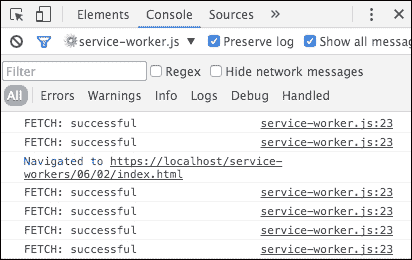 Elements Console Sources »
service-worker.js Preserve log Show all messag
Filter Regex Hide network messages
All Errors Warnings Info Logs Debug Handled
FETCH: successful service-worker.js:23
FETCH: successful service-worker.js:23
Navigated to https://localhost/service-
workers/06/02/index.html
FETCH: successful service-worker.js:23
FETCH: successful service-worker.js:23
FETCH: successful service-worker.js:23
FETCH: successful service-worker.js:23